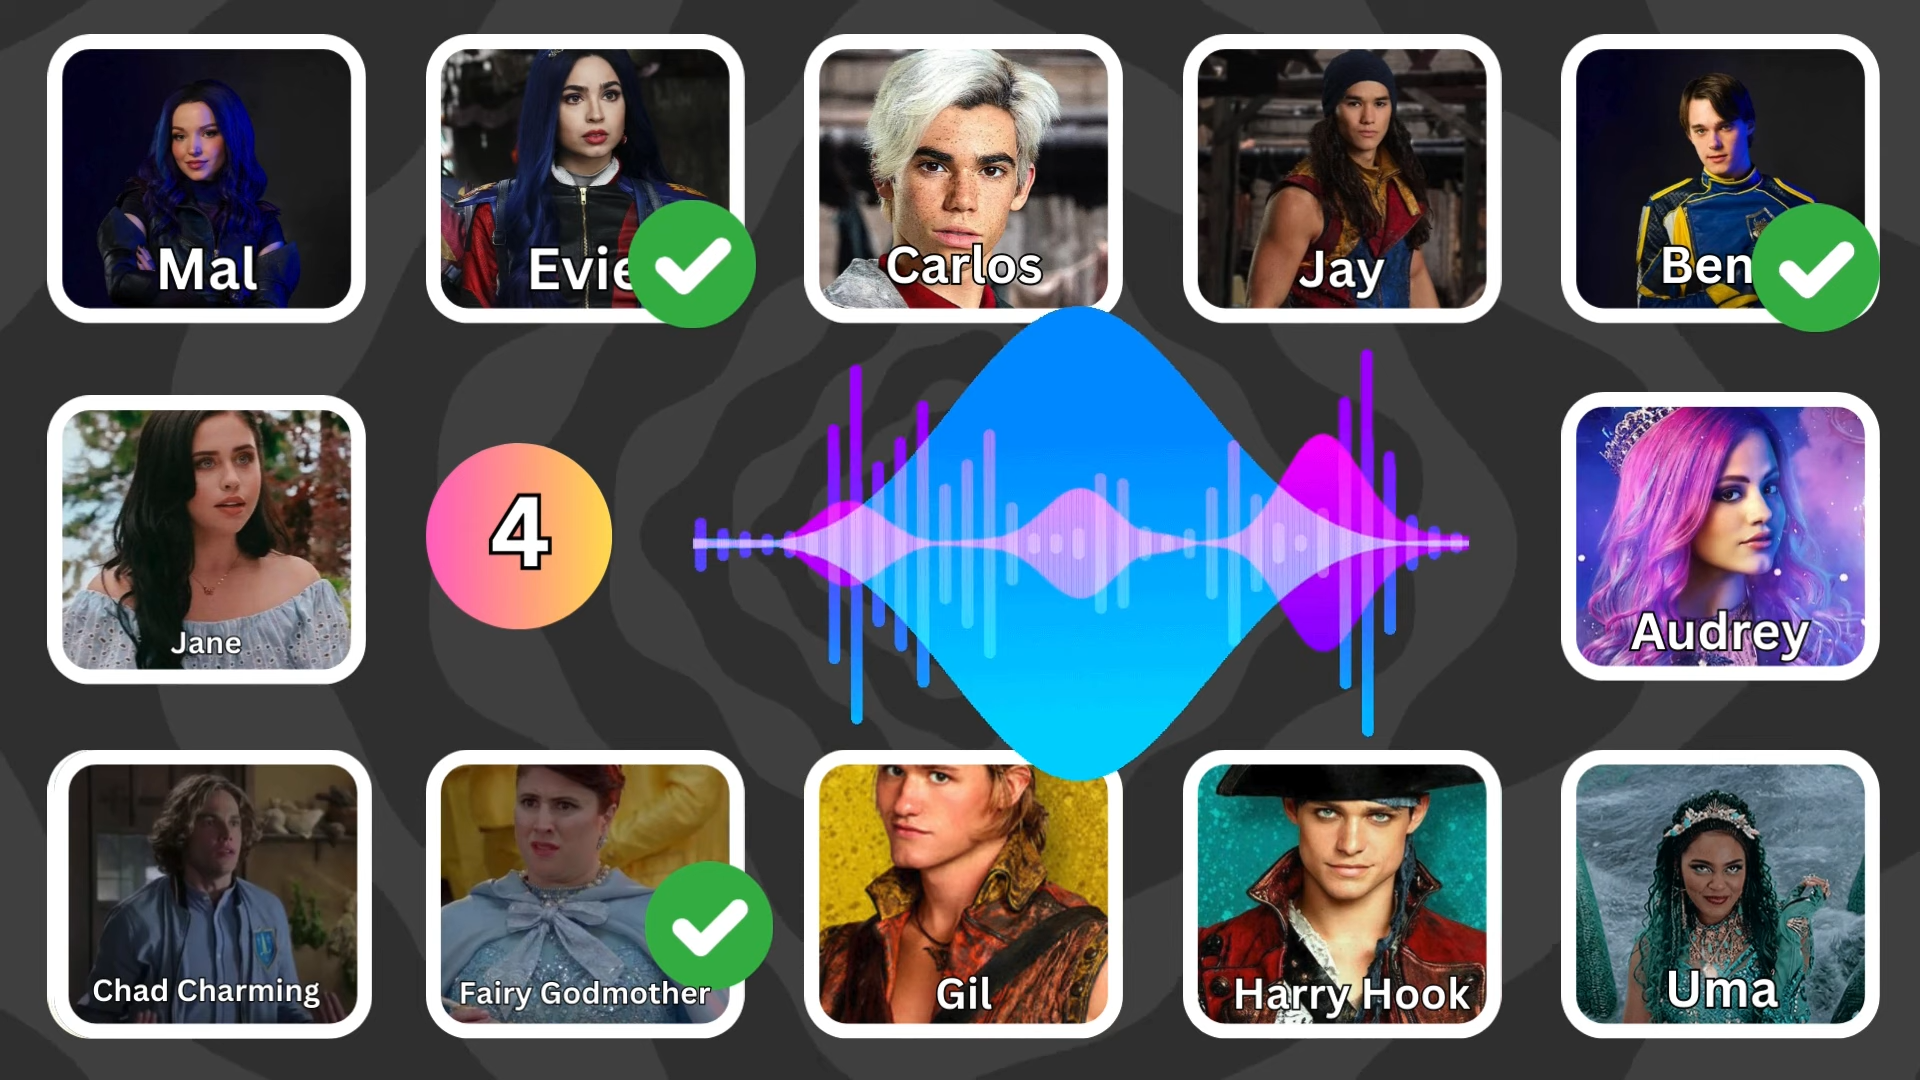 Mal
Evie
Carlos
Jay
Ben
Jane
4
Audrey
Chad Charming
Fairy Godmother
Gil
Harry Hook
Uma